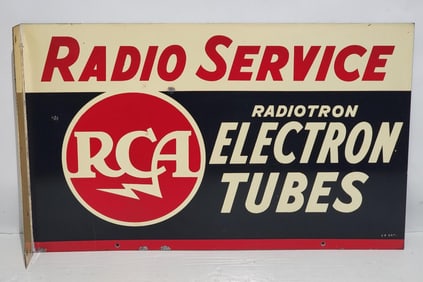 RADIO SERVICE
RCA
RADIOTRON
ELECTRON
TUBES